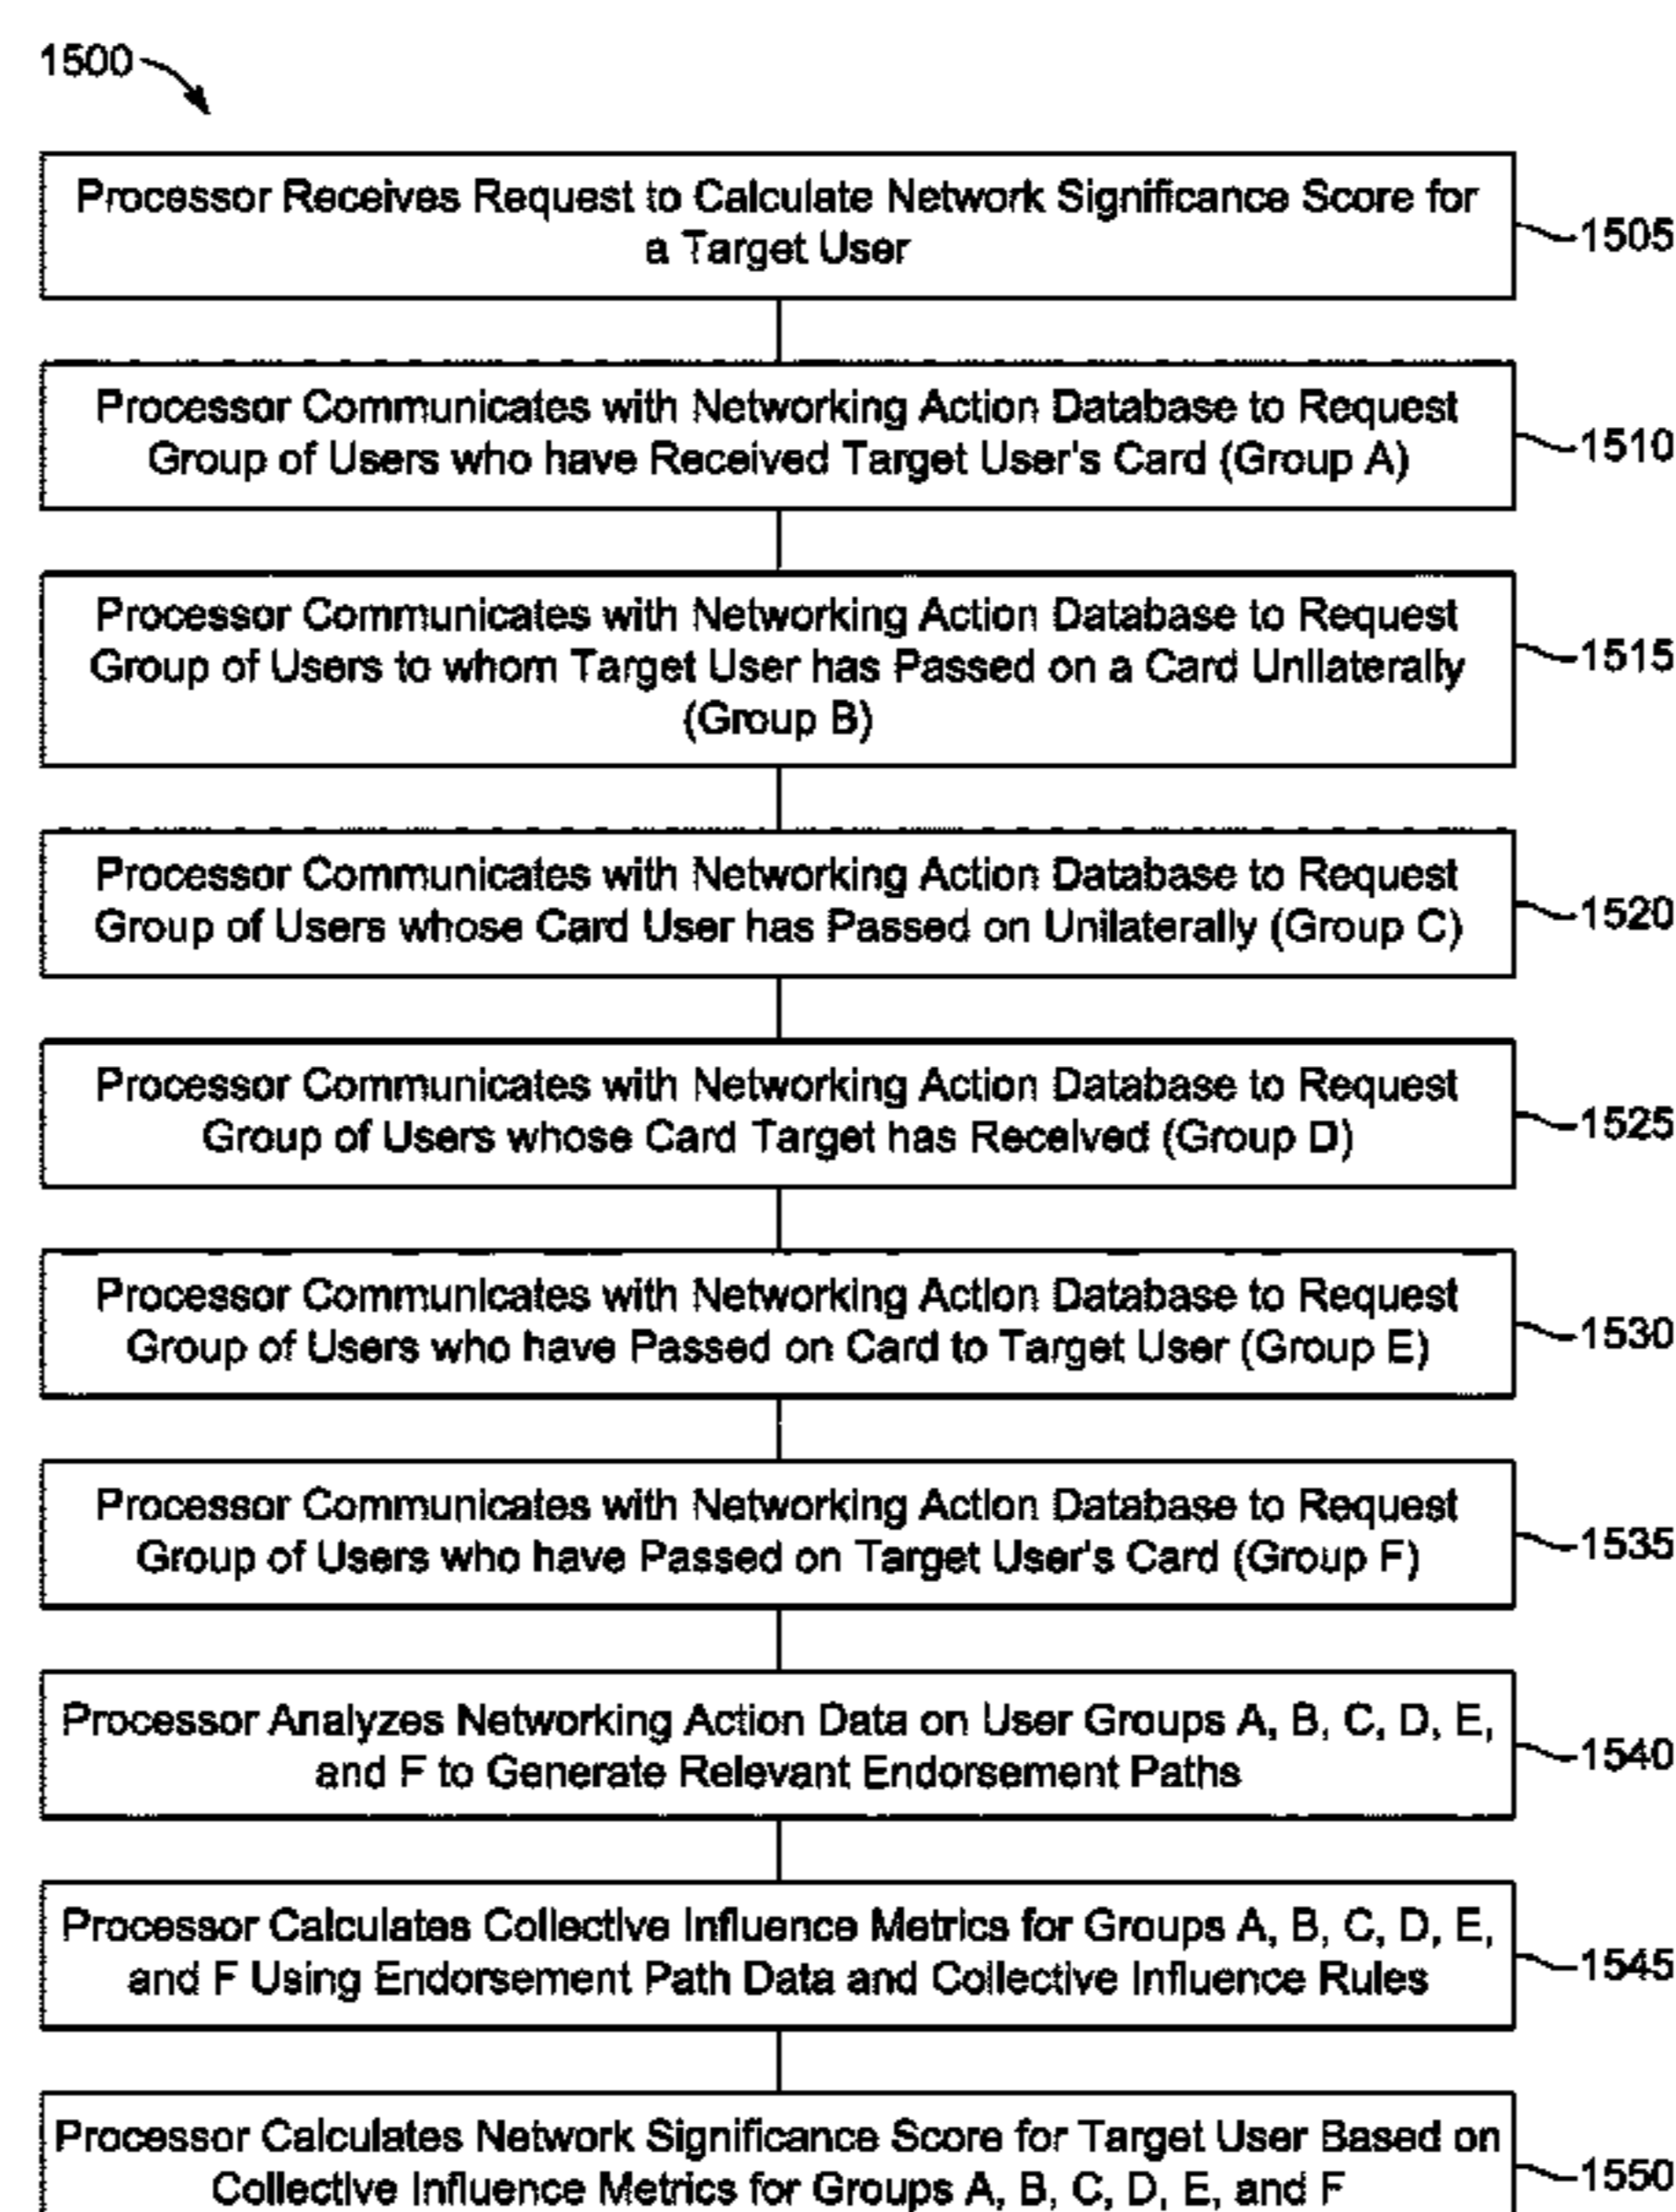 1500
Processor Receives Request to Calculate Network Significance Score for
a Target User
1505
Processor Communicates with Networking Action Database to Request
Group of Users who have Received Target User's Card (Group A)
1510
Processor Communicates with Networking Action Database to Request
Group of Users to whom Target User has Passed on a Card Unilaterally
(Group B)
1515
Processor Communicates with Networking Action Database to Request
Group of Users whose Card User has Passed on Unilaterally (Group C)
1520
Processor Communicates with Networking Action Database to Request
Group of Users whose Card Target has Received (Group D)
1525
Processor Communicates with Networking Action Database to Request
Group of Users who have Passed on Card to Target User (Group E)
1530
Processor Communicates with Networking Action Database to Request
Group of Users who have Passed on Target User's Card (Group F)
1535
Processor Analyzes Networking Action Data on User Groups A, B, C, D, E,
and F to Generate Relevant Endorsement Paths
1540
Processor Calculates Collective Influence Metrics for Groups A, B, C, D, E,
and F Using Endorsement Path Data and Collective Influence Rules
1545
Processor Calculates Network Significance Score for Target User Based on
Collective Influence Metrics for Groups A, B, C, D, E, and F
1550